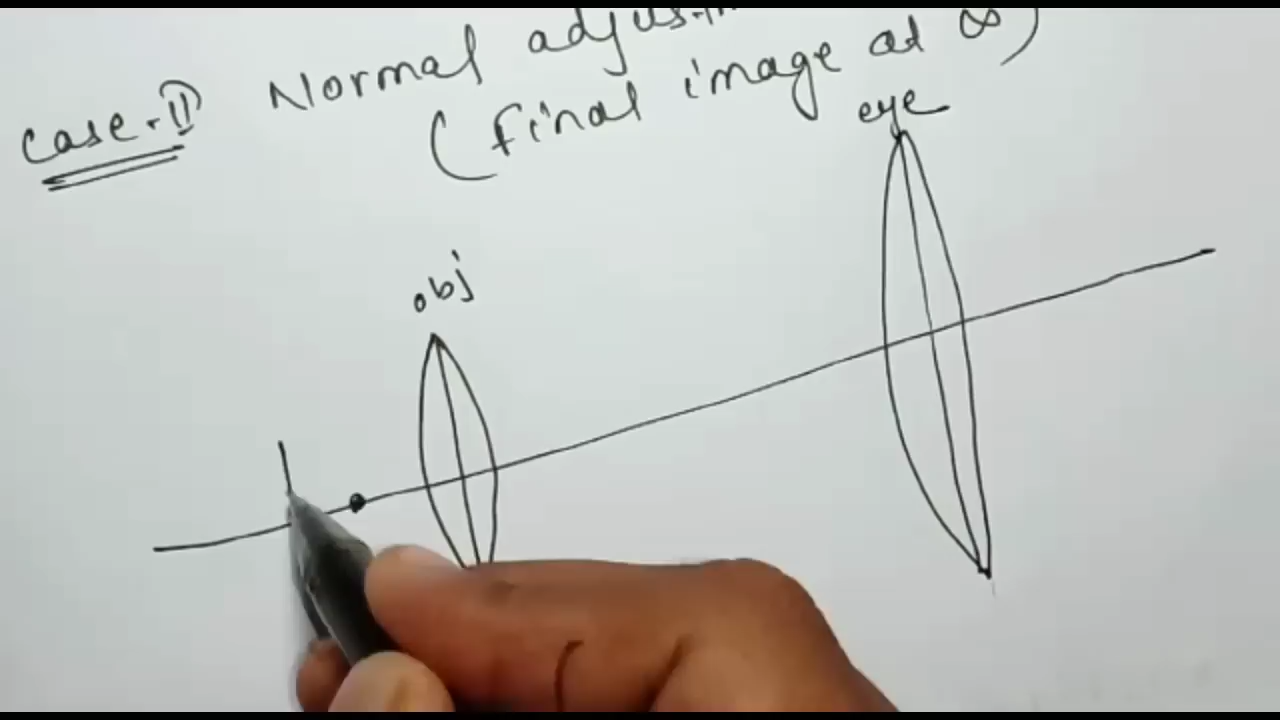 Case-II Normal
(final image at ∞)
eye
obj